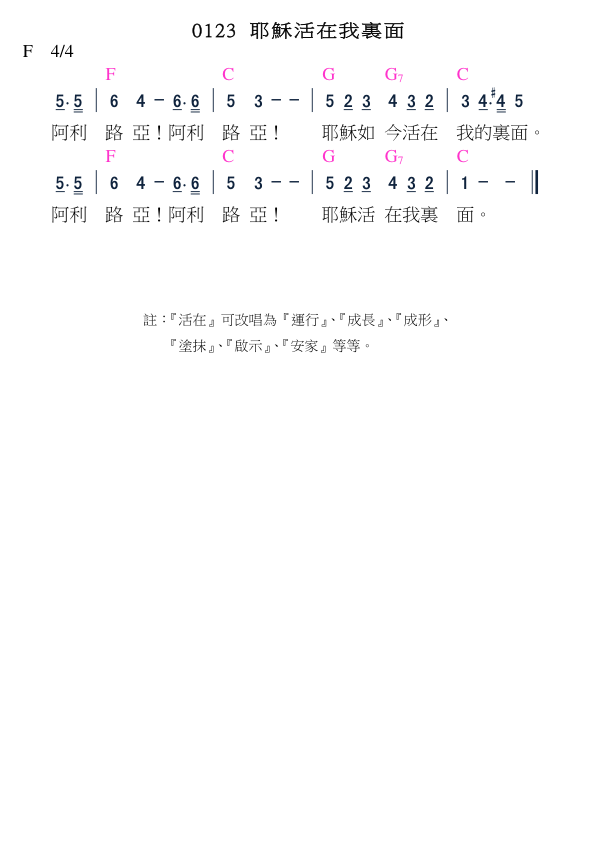 0123 耶穌活在我裏面
F 4/4
F C G G7 C
5. 5 | 6 4 – 6. 6 | 5 3 – – | 5 2 3 4 3 2 | 3 4. #4 5
阿利 路 亞！阿利 路 亞！ 耶穌如 今活在 我的裏面。
F C G G7 C
5. 5 | 6 4 – 6. 6 | 5 3 – – | 5 2 3 4 3 2 | 1 – – ‖
阿利 路 亞！阿利 路 亞！ 耶穌活 在我裏 面。
註：『活在』可改唱為『運行』、『成長』、『成形』、
『塗抹』、『啟示』、『安家』等等。